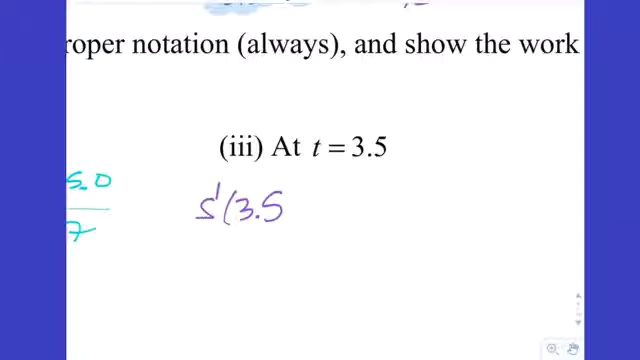 roper notation (always), and show the work
(iii) At t = 3.5
5.0
7
s'(3.5